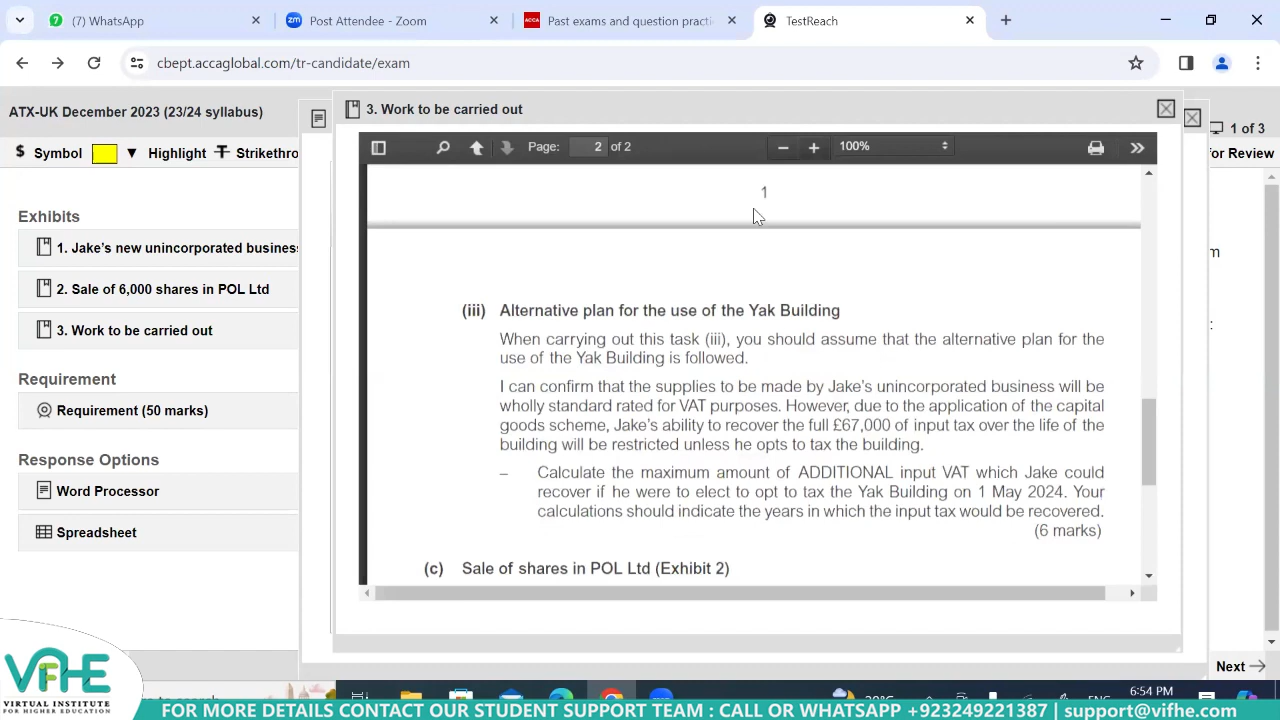 (7) WhatsApp
Post Attendee - Zoom
ACCA
Past exams and question practi
TestReach
cbept.accaglobal.com/tr-candidate/exam
ATX-UK December 2023 (23/24 syllabus)
3. Work to be carried out
1 of 3
$ Symbol
Highlight
T Strikethro
for Review
Page: 2 of 2
100%
Exhibits
1. Jake's new unincorporated business
2. Sale of 6,000 shares in POL Ltd
3. Work to be carried out
Requirement
Requirement (50 marks)
Response Options
Word Processor
Spreadsheet
1
m
:
(iii) Alternative plan for the use of the Yak Building
When carrying out this task (iii), you should assume that the alternative plan for the
use of the Yak Building is followed.
I can confirm that the supplies to be made by Jake's unincorporated business will be
wholly standard rated for VAT purposes. However, due to the application of the capital
goods scheme, Jake's ability to recover the full £67,000 of input tax over the life of the
building will be restricted unless he opts to tax the building.
– Calculate the maximum amount of ADDITIONAL input VAT which Jake could
recover if he were to elect to opt to tax the Yak Building on 1 May 2024. Your
calculations should indicate the years in which the input tax would be recovered.
(6 marks)
(c) Sale of shares in POL Ltd (Exhibit 2)
Next
6:54 PM
VFHE
VIRTUAL INSTITUTE
FOR HIGHER EDUCATION
FOR MORE DETAILS CONTACT OUR STUDENT SUPPORT TEAM : CALL OR WHATSAPP +923249221387 | support@vifhe.com